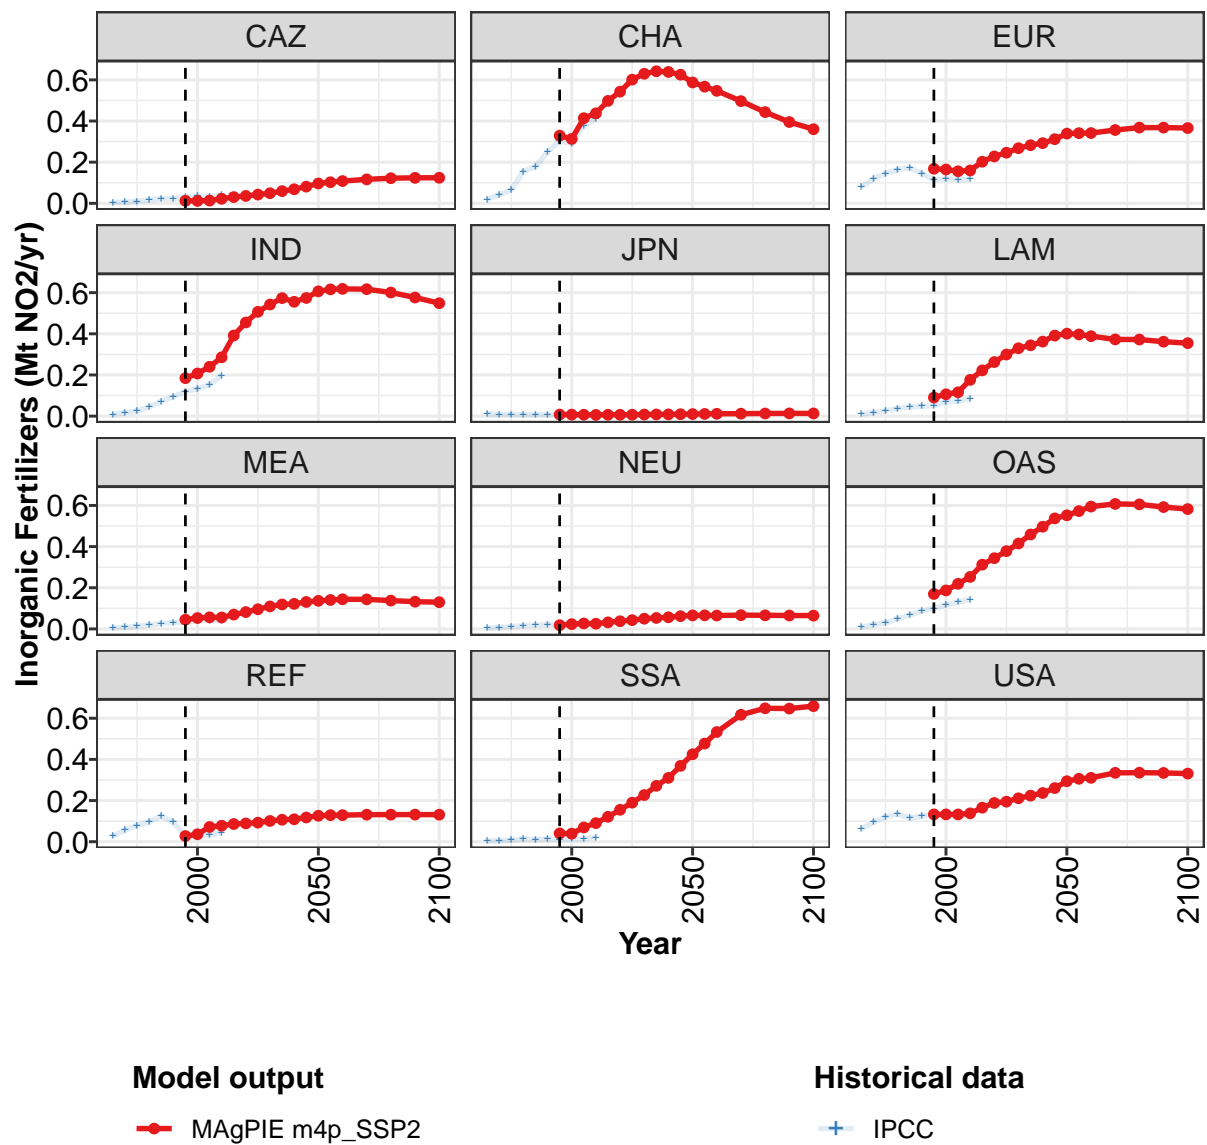 CAZ CHA EUR
0.6
0.4
0.2
0.0
IND JPN LAM
0.6
0.4
0.2
0.0
MEA NEU OAS
0.6
0.4
0.2
0.0
REF SSA USA
0.6
0.4
0.2
0.0
Inorganic Fertilizers (Mt NO2/yr)
2000 2050 2100 2000 2050 2100 2000 2050 2100
Year
Model output Historical data
MAgPIE m4p_SSP2 IPCC